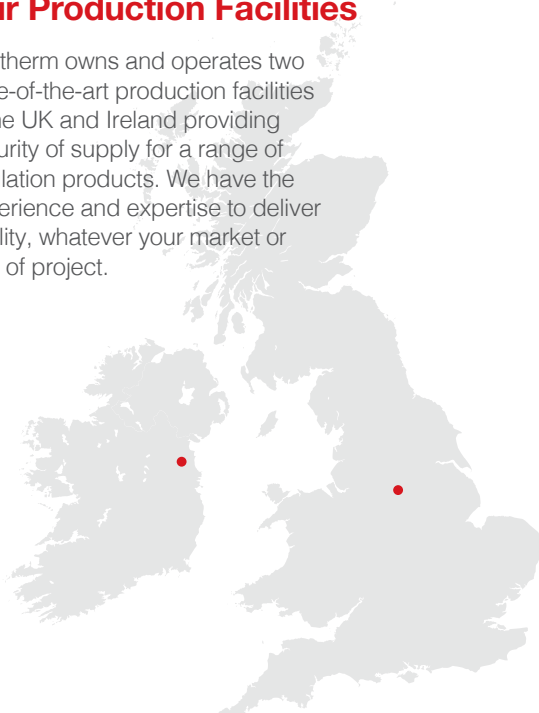 r Production Facilities
therm owns and operates two
e-of-the-art production facilities
ne UK and Ireland providing
urity of supply for a range of
lation products. We have the
erience and expertise to deliver
lity, whatever your market or
of project.